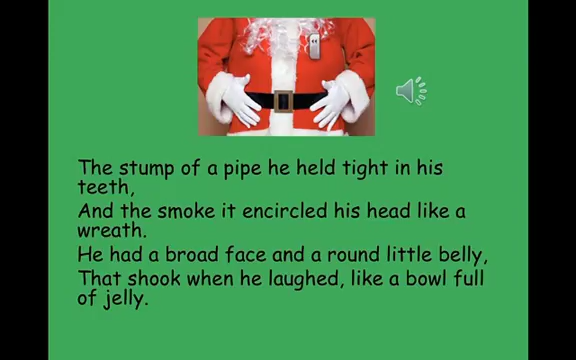 The stump of a pipe he held tight in his
teeth,
And the smoke it encircled his head like a
wreath.
He had a broad face and a round little belly,
That shook when he laughed, like a bowl full
of jelly.